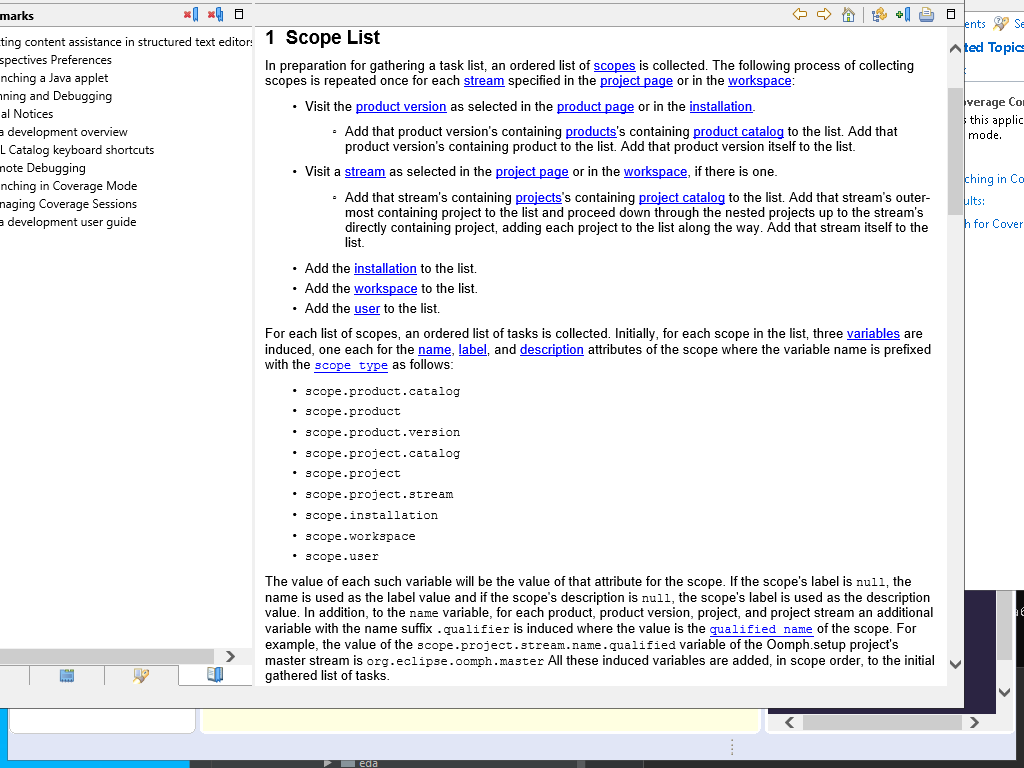 marks
ting content assistance in structured text editors
spectives Preferences
nching a Java applet
nning and Debugging
al Notices
a development overview
L Catalog keyboard shortcuts
mote Debugging
nching in Coverage Mode
naging Coverage Sessions
a development user guide
1 Scope List
In preparation for gathering a task list, an ordered list of scopes is collected. The following process of collecting
scopes is repeated once for each stream specified in the project page or in the workspace:
• Visit the product version as selected in the product page or in the installation.
◦ Add that product version's containing products's containing product catalog to the list. Add that
product version's containing product to the list. Add that product version itself to the list.
• Visit a stream as selected in the project page or in the workspace, if there is one.
◦ Add that stream's containing projects's containing project catalog to the list. Add that stream's outer-
most containing project to the list and proceed down through the nested projects up to the stream's
directly containing project, adding each project to the list along the way. Add that stream itself to the
list.
• Add the installation to the list.
• Add the workspace to the list.
• Add the user to the list.
For each list of scopes, an ordered list of tasks is collected. Initially, for each scope in the list, three variables are
induced, one each for the name, label, and description attributes of the scope where the variable name is prefixed
with the scope type as follows:
• scope.product.catalog
• scope.product
• scope.product.version
• scope.project.catalog
• scope.project
• scope.project.stream
• scope.installation
• scope.workspace
• scope.user
The value of each such variable will be the value of that attribute for the scope. If the scope's label is null, the
name is used as the label value and if the scope's description is null, the scope's label is used as the description
value. In addition, to the name variable, for each product, product version, project, and project stream an additional
variable with the name suffix .qualifier is induced where the value is the qualified name of the scope. For
example, the value of the scope.project.stream.name.qualified variable of the Oomph.setup project's
master stream is org.eclipse.oomph.master All these induced variables are added, in scope order, to the initial
gathered list of tasks.
ents Se
ted Topics
verage Co
this applic
mode.
ching in Co
ults:
h for Cover
eda